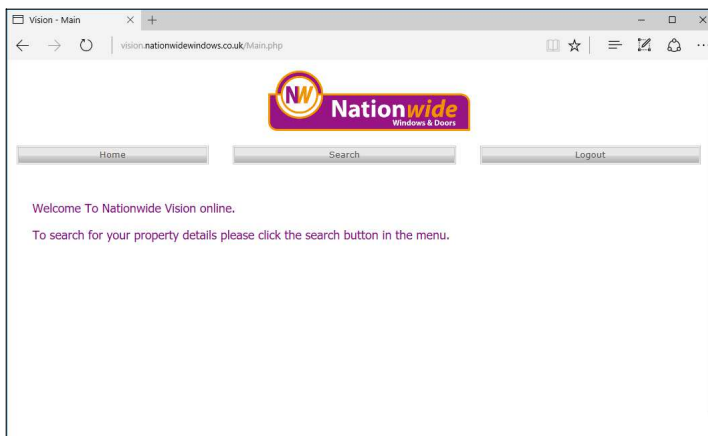 Vision - Main
vision.nationwidewindows.co.uk/Main.php
NW
Nationwide
Windows & Doors
Home Search Logout
Welcome To Nationwide Vision online.
To search for your property details please click the search button in the menu.